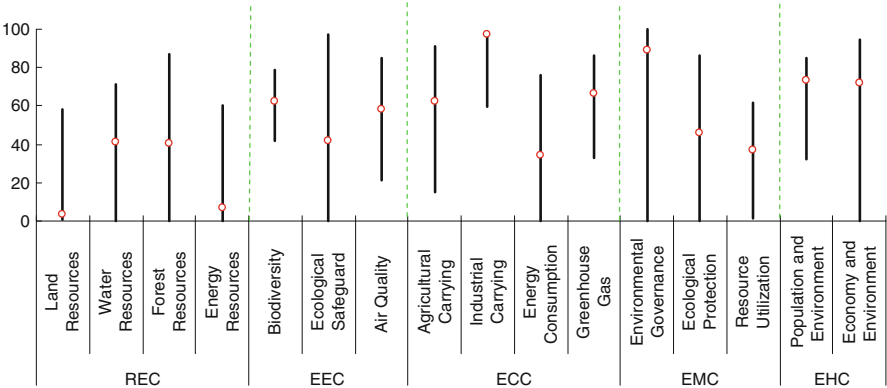 100
80
60
40
20
0
Land
Resources
Water
Resources
Forest
Resources
Energy
Resources
Biodiversity
Ecological
Safeguard
Air Quality
Agricultural
Carrying
Industrial
Carrying
Energy
Consumption
Greenhouse
Gas
Environmental
Governance
Ecological
Protection
Resource
Utilization
Population and
Environment
Economy and
Environment
REC
EEC
ECC
EMC
EHC